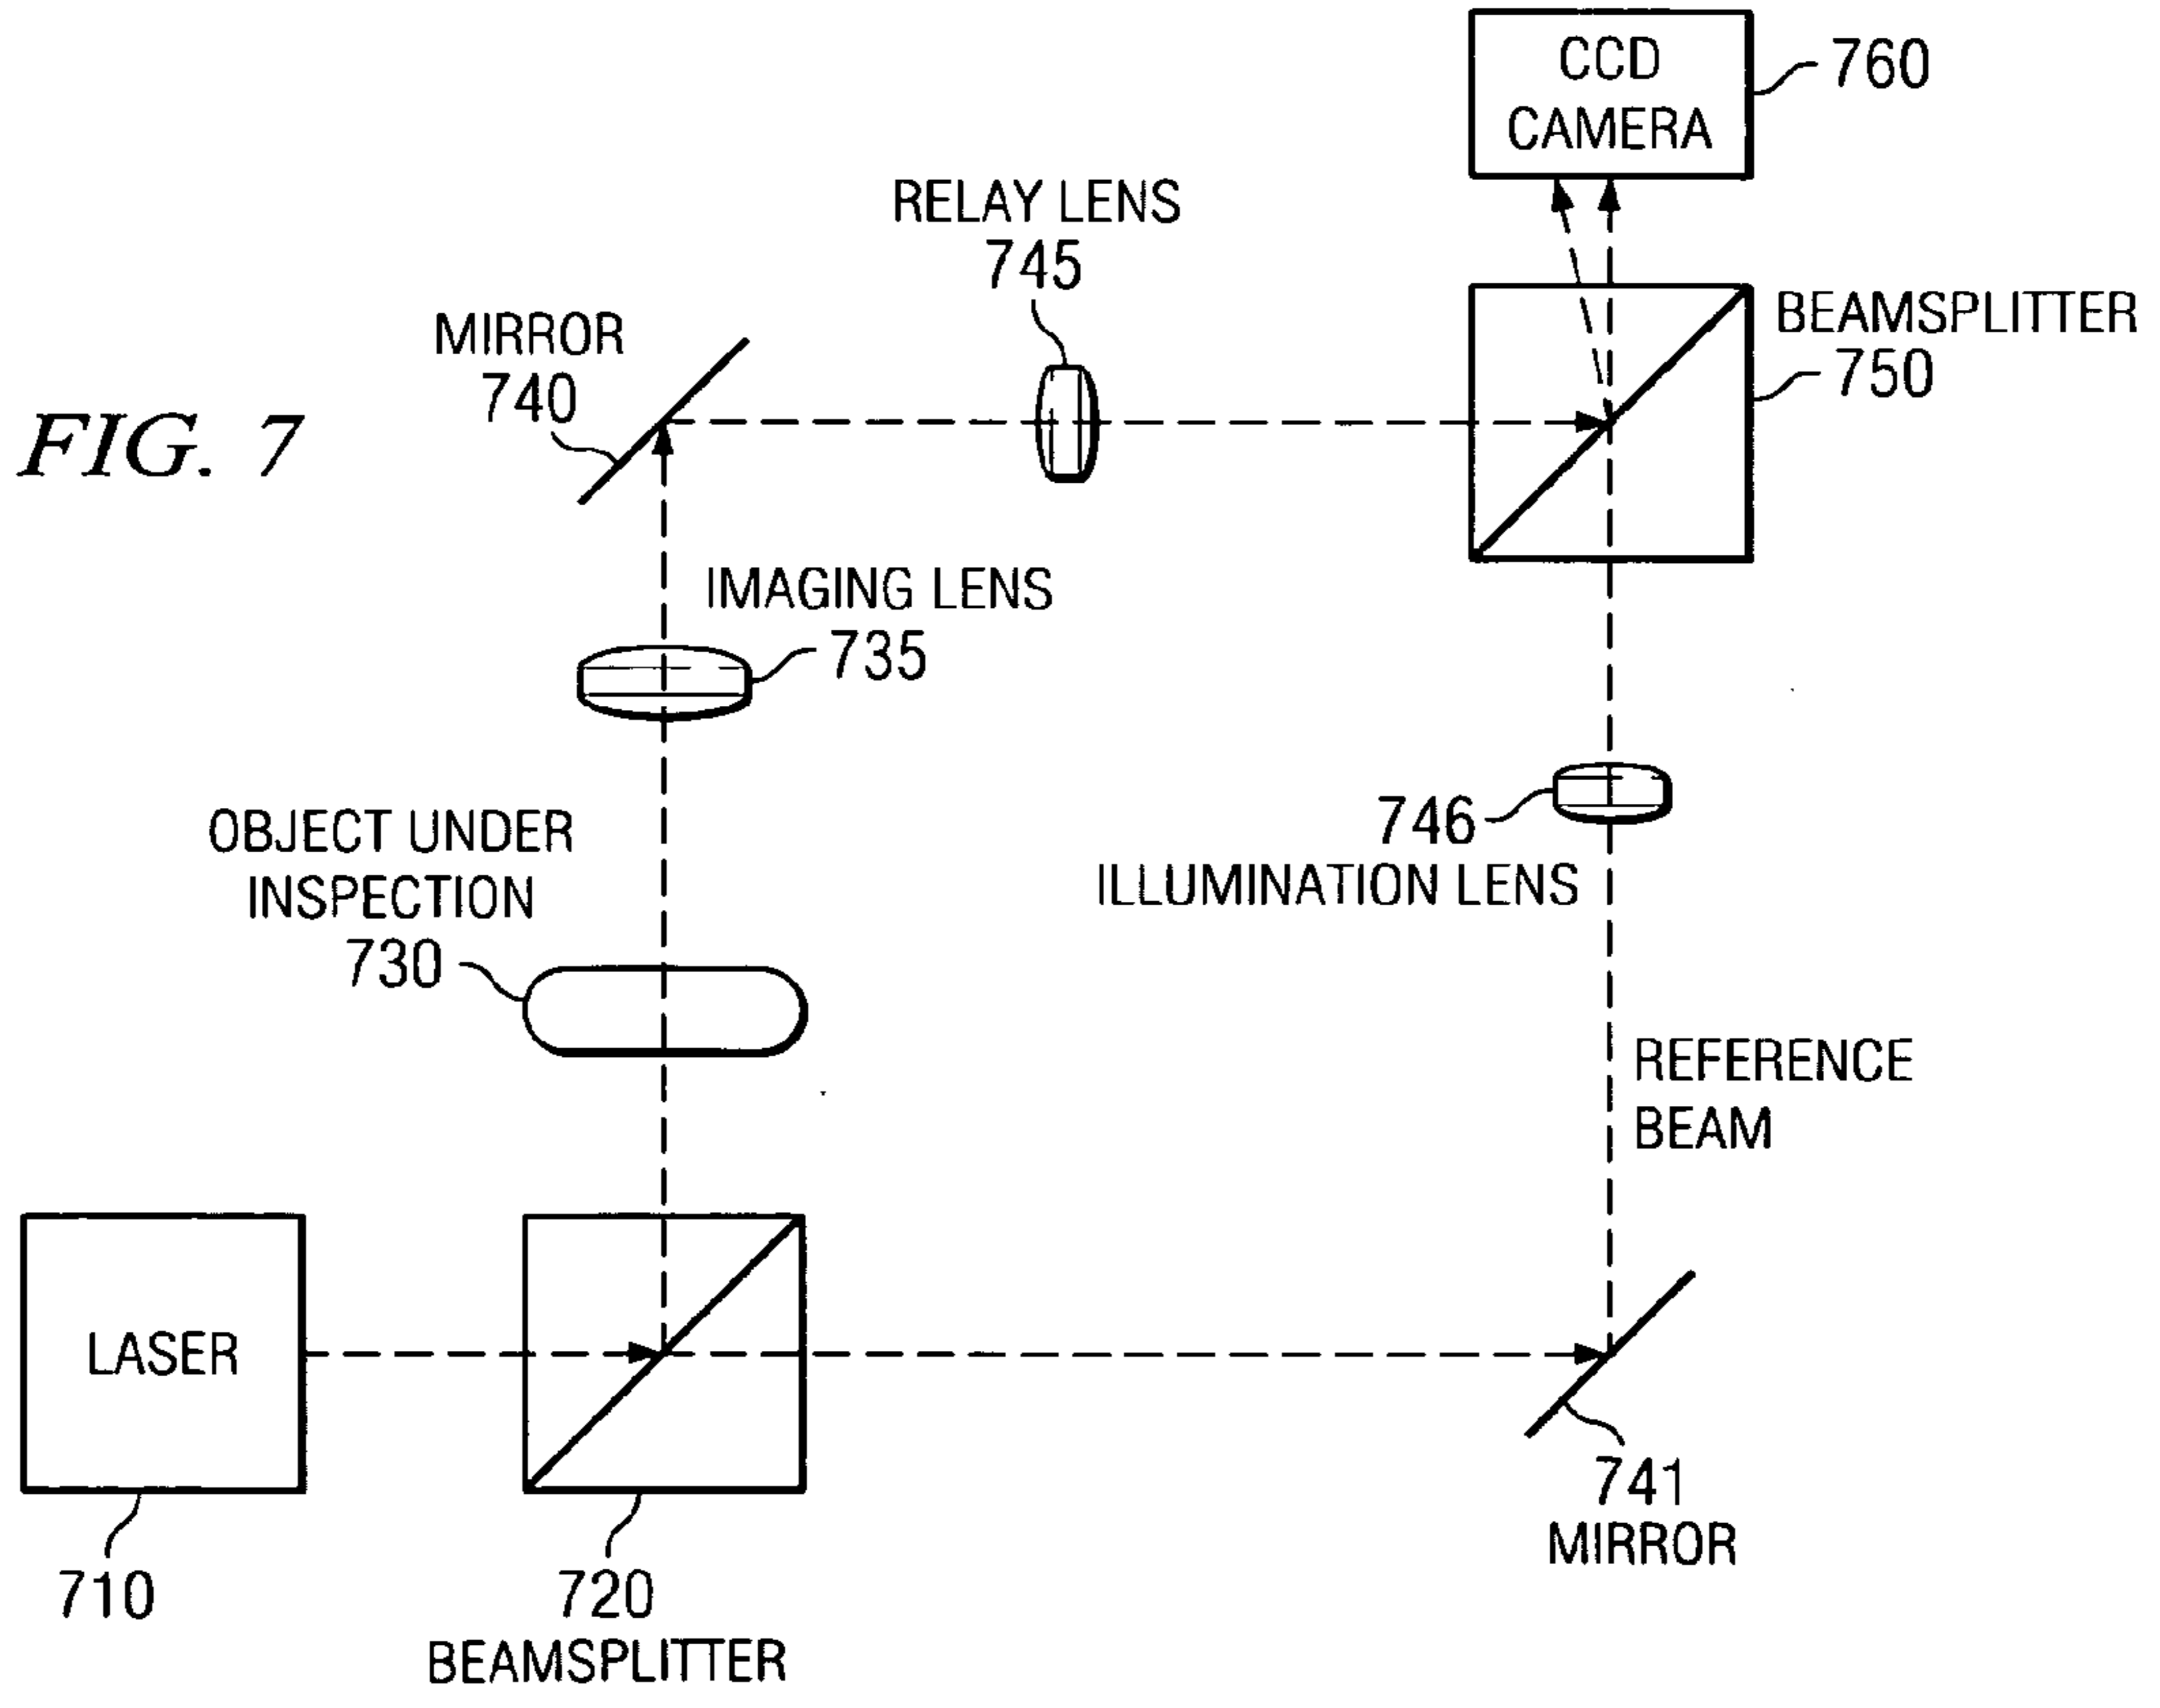 CCD
CAMERA
760
RELAY LENS
745
MIRROR
740
BEAMSPLITTER
750
FIG. 7
IMAGING LENS
735
746
ILLUMINATION LENS
OBJECT UNDER
INSPECTION
730
REFERENCE
BEAM
LASER
710
720
BEAMSPLITTER
741
MIRROR